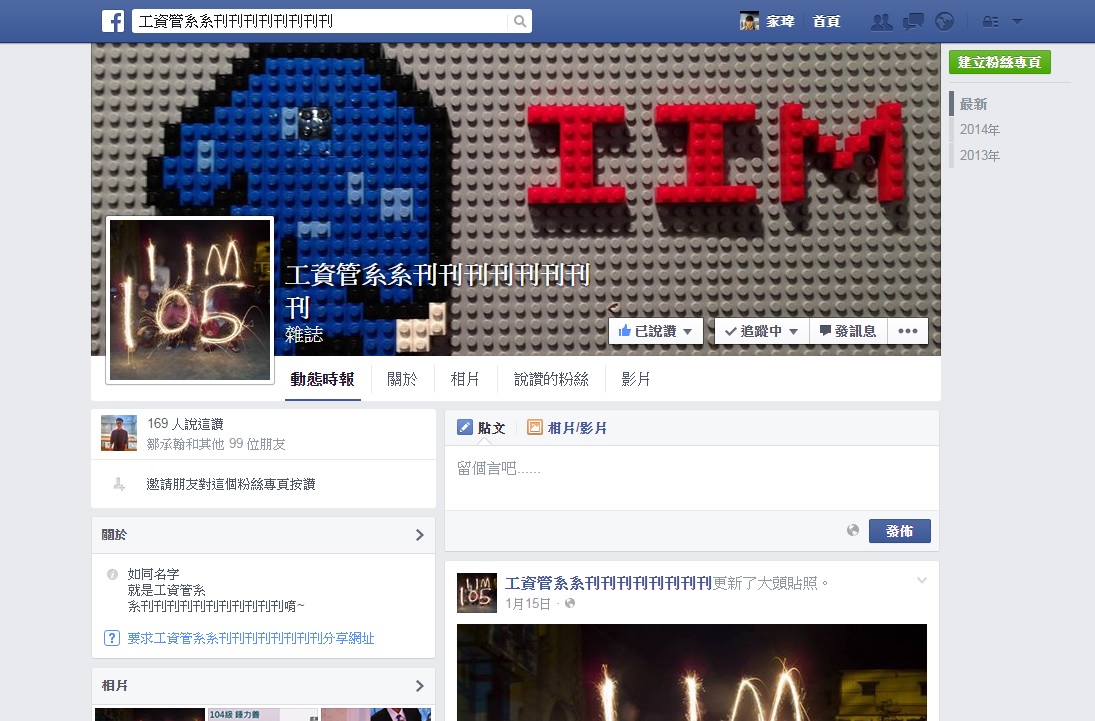 工資管系系刊刊刊刊刊刊刊刊
家瑋
首頁
建立粉絲專頁
最新
2014年
2013年
IIM
IIM
105
工資管系系刊刊刊刊刊刊刊
刊
雜誌
已說讚
追蹤中
發訊息
動態時報
關於
相片
說讚的粉絲
影片
169 人說這讚
鄒承翰和其他 99 位朋友
邀請朋友對這個粉絲專頁按讚
關於
如同名字
就是工資管系
系刊刊刊刊刊刊刊刊刊刊刊唷~
要求工資管系系刊刊刊刊刊刊刊刊分享網址
相片
104級 鍾力善
貼文
相片/影片
留個言吧......
發佈
IIM
105
工資管系系刊刊刊刊刊刊刊刊更新了大頭貼照。
1月15日 ·
IIM